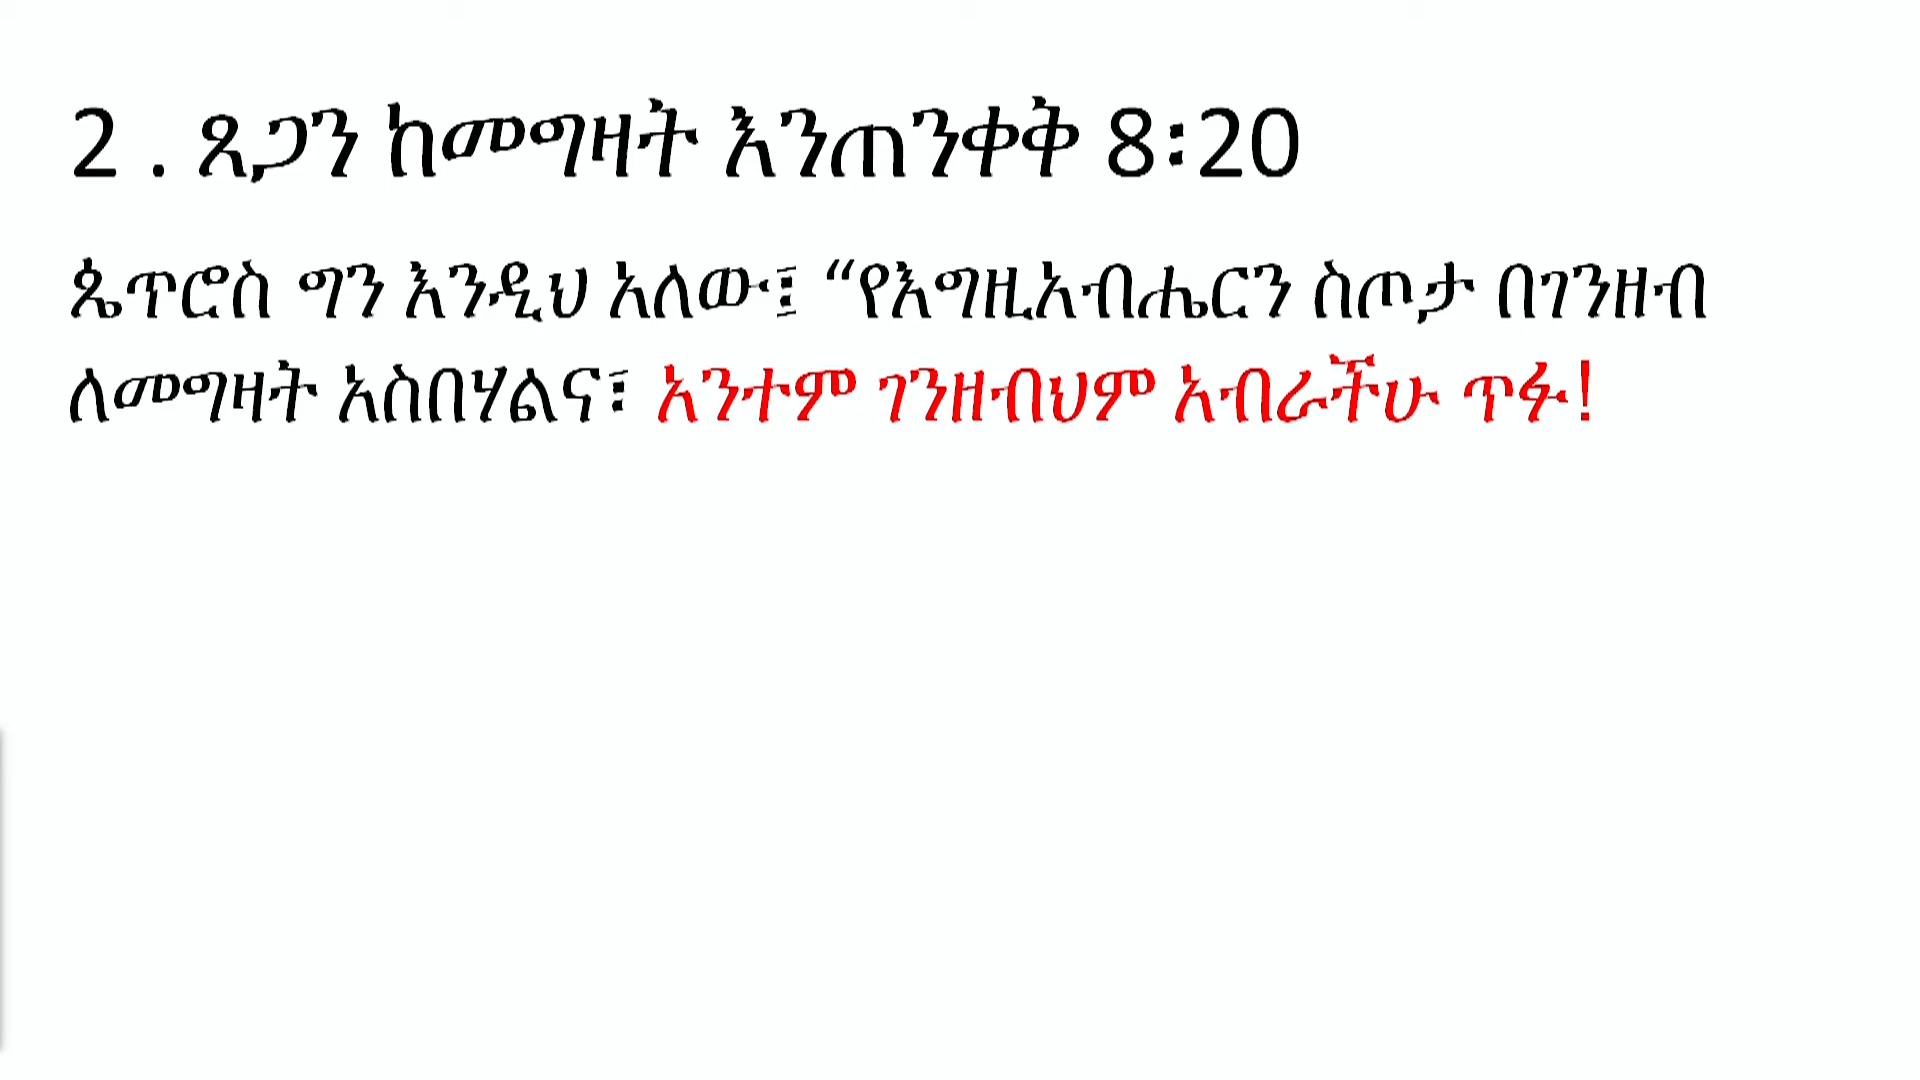 2 . ጸጋን ከመግዛት እንጠንቀቅ 8፡20
ጴጥሮስ ግን እንዲህ አለው፤ “የእግዚአብሔርን ስጦታ በገንዘብ
ለመግዛት አስበሃልና፣ አንተም ገንዘብህም አብራችሁ ጥፉ!